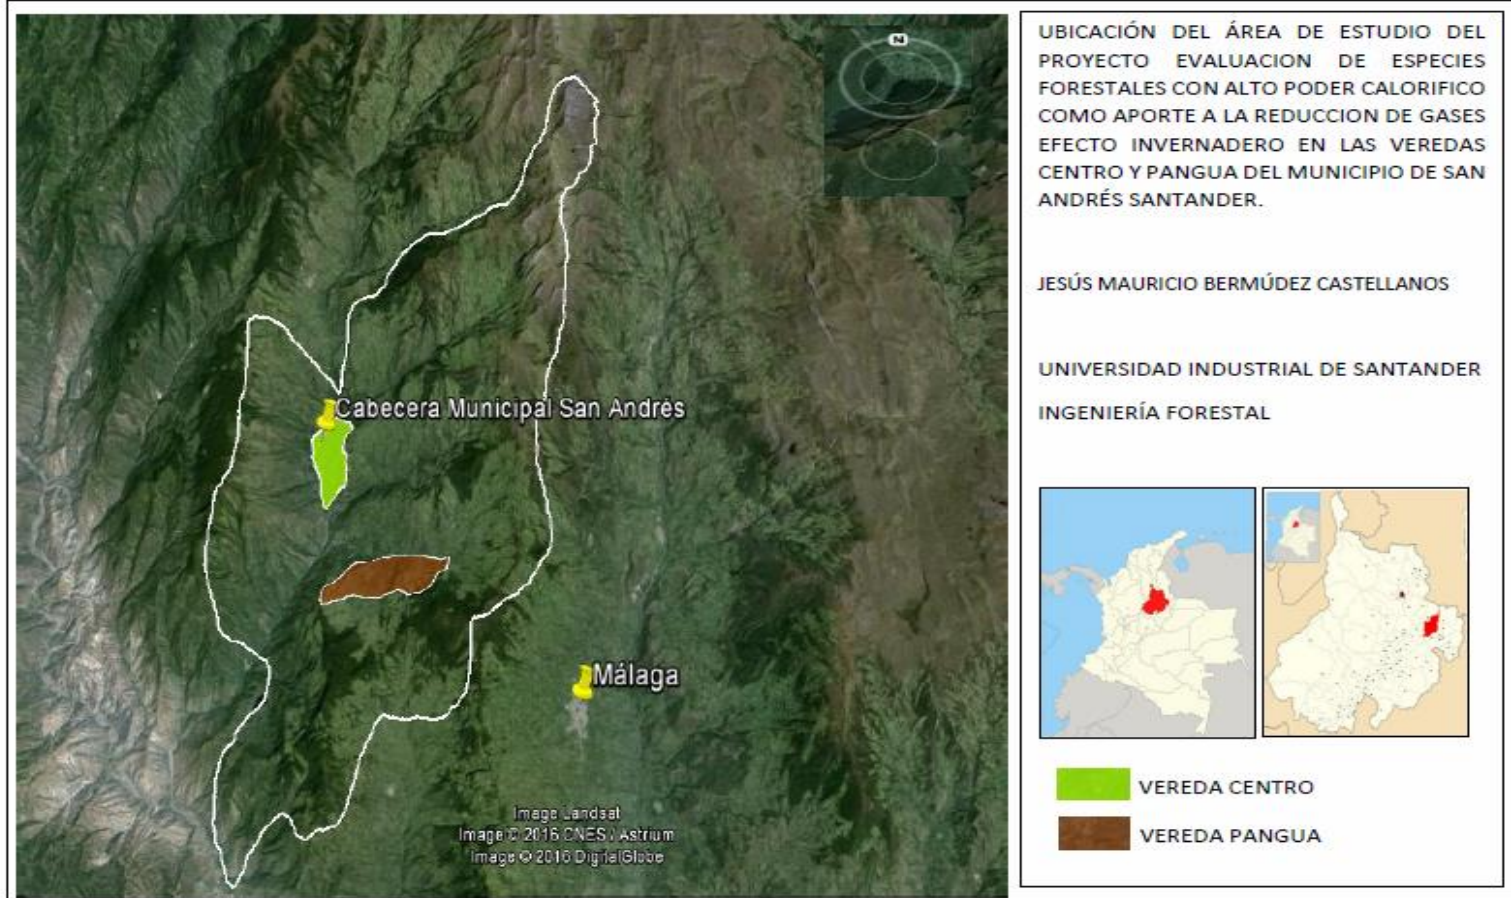 N
Cabecera Municipal San Andrés
Málaga
Image Landsat
Image © 2016 CNES / Astrium
Image © 2016 DigitalGlobe
UBICACIÓN DEL ÁREA DE ESTUDIO DEL
PROYECTO EVALUACION DE ESPECIES
FORESTALES CON ALTO PODER CALORIFICO
COMO APORTE A LA REDUCCION DE GASES
EFECTO INVERNADERO EN LAS VEREDAS
CENTRO Y PANGUA DEL MUNICIPIO DE SAN
ANDRÉS SANTANDER.
JESÚS MAURICIO BERMÚDEZ CASTELLANOS
UNIVERSIDAD INDUSTRIAL DE SANTANDER
INGENIERÍA FORESTAL
VEREDA CENTRO
VEREDA PANGUA